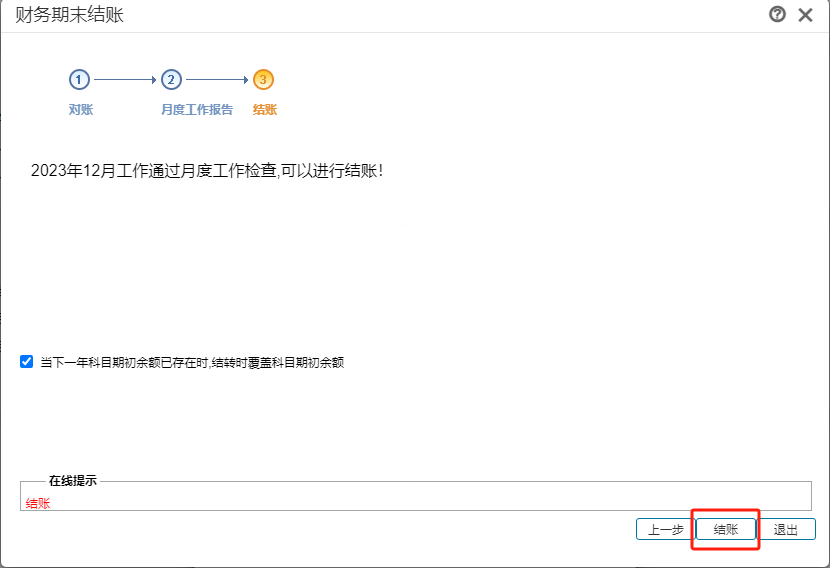 财务期末结账
1 2 3
对账 月度工作报告 结账
2023年12月工作通过月度工作检查,可以进行结账!
当下一年科目期初余额已存在时,结转时覆盖科目期初余额
在线提示
结账
上一步 结账 退出